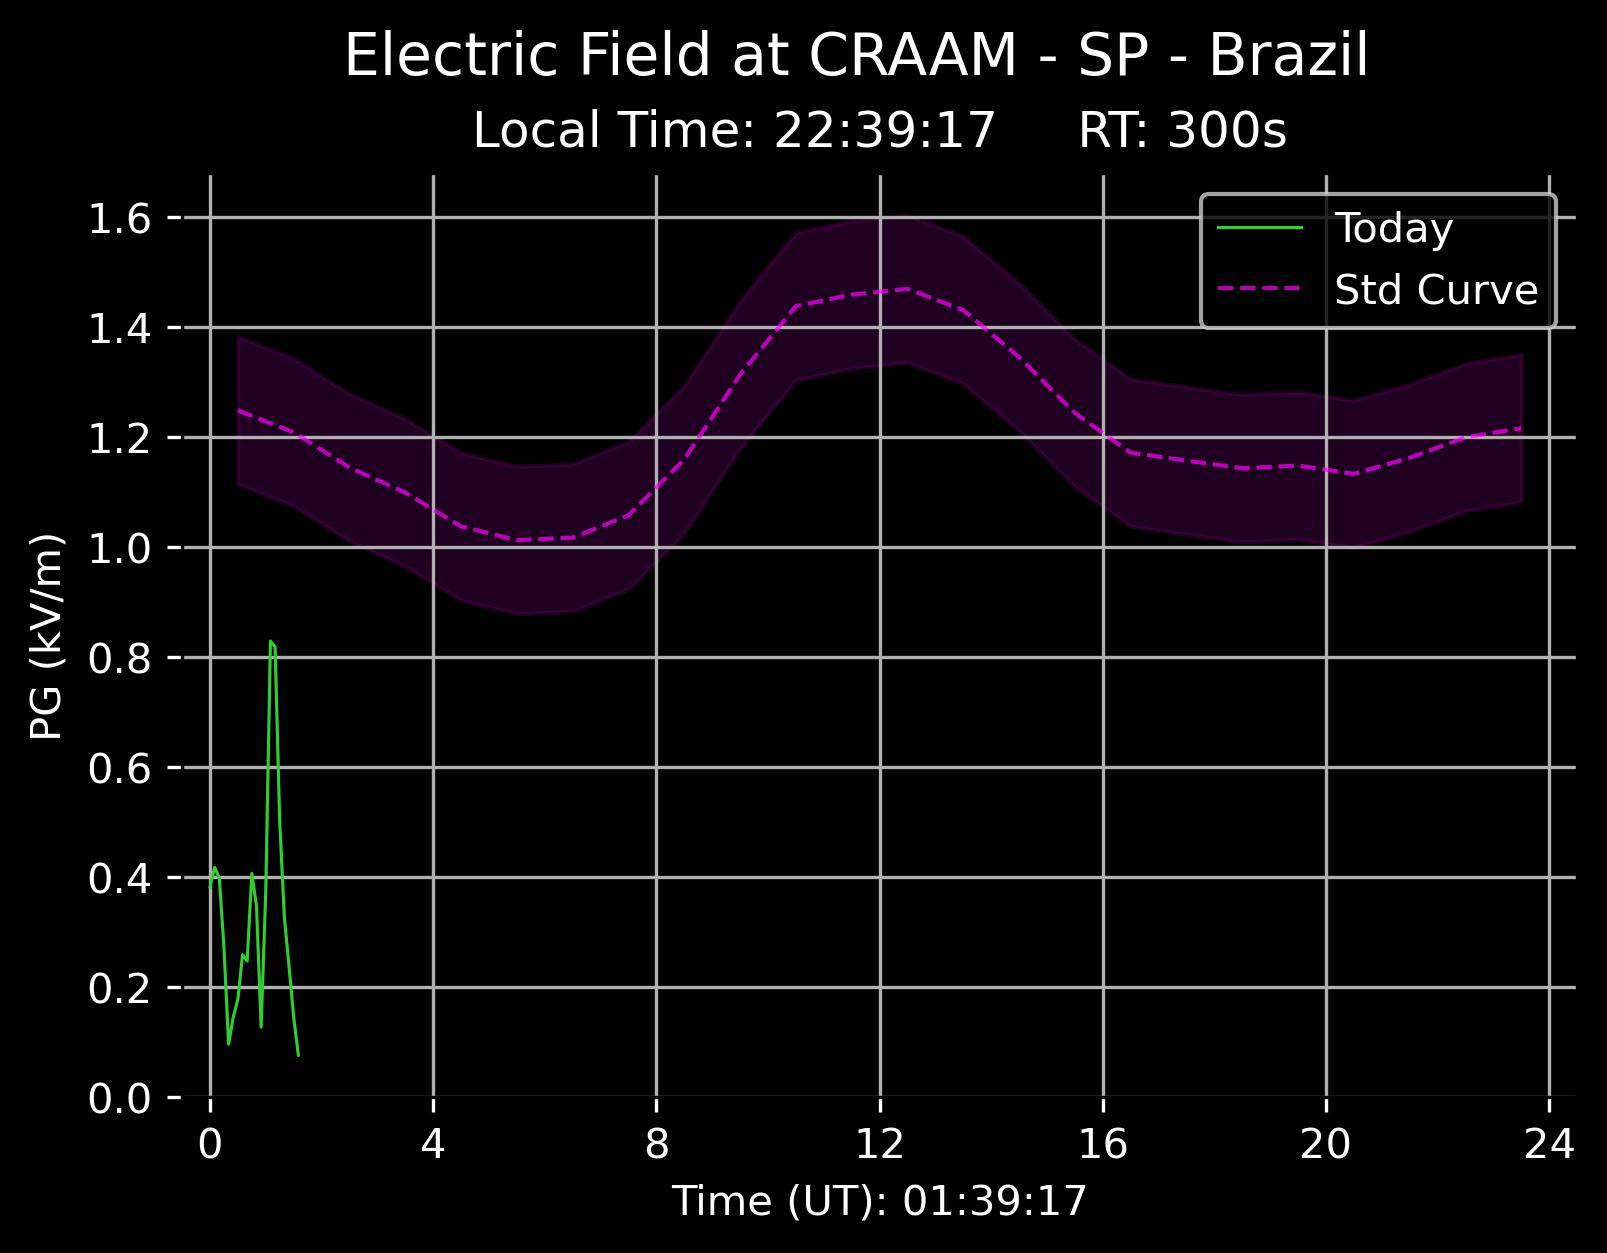 Electric Field at CRAAM - SP - Brazil
Local Time: 22:39:17 RT: 300s
Today
Std Curve
PG (kV/m)
1.6
1.4
1.2
1.0
0.8
0.6
0.4
0.2
0.0
0 4 8 12 16 20 24
Time (UT): 01:39:17